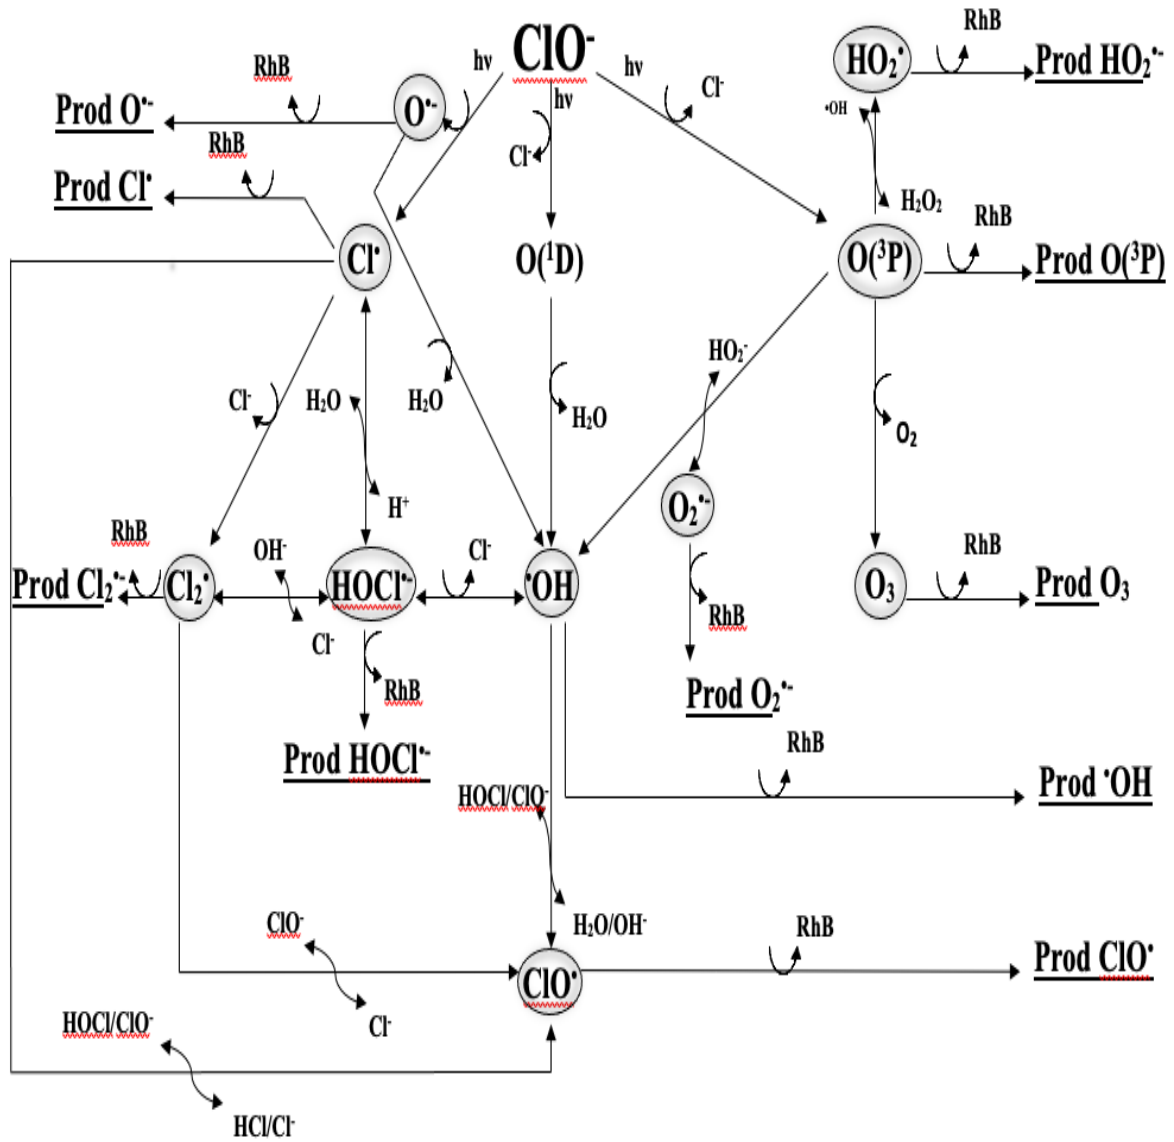 RhB
hν
ClO⁻
hν
HO₂•
RhB
Prod HO₂•⁻
Prod O•⁻
O•⁻
hν
Cl⁻
•OH
RhB
Cl⁻
Prod Cl•
H₂O₂
RhB
Cl•
O(¹D)
O(³P)
Prod O(³P)
HO₂⁻
Cl⁻
H₂O
H₂O
H₂O
O₂
H⁺
O₂•⁻
RhB
OH⁻
Cl⁻
RhB
Prod Cl₂•⁻
Cl₂•
HOCl•⁻
•OH
O₃
Prod O₃
Cl⁻
RhB
RhB
Prod O₂•⁻
Prod HOCl•⁻
RhB
HOCl/ClO⁻
Prod •OH
ClO⁻
H₂O/OH⁻
RhB
ClO•
Prod ClO•
Cl⁻
HOCl/ClO⁻
HCl/Cl⁻